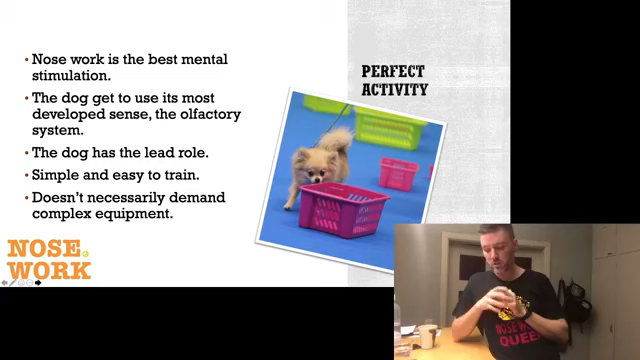 • Nose work is the best mental
stimulation.
• The dog get to use its most
developed sense, the olfactory
system.
• The dog has the lead role.
• Simple and easy to train.
• Doesn't necessarily demand
complex equipment.
PERFECT
ACTIVITY
NOSE
WORK
NOSE WORK
QUEEN